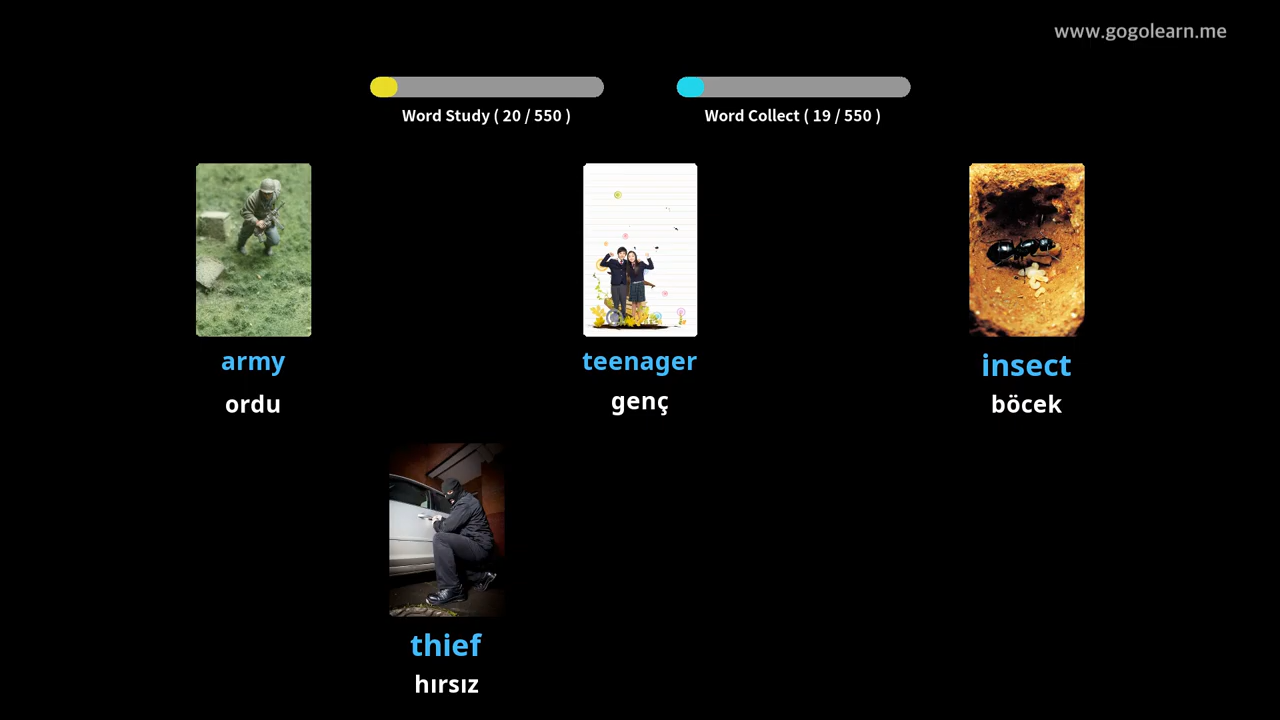 www.gogolearn.me
Word Study ( 20 / 550 )
Word Collect ( 19 / 550 )
army
teenager
insect
ordu
genç
böcek
thief
hırsız